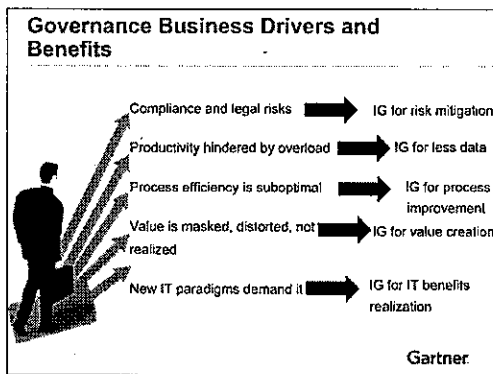 Governance Business Drivers and
Benefits
Compliance and legal risks
IG for risk mitigation
Productivity hindered by overload
IG for less data
Process efficiency is suboptimal
IG for process
improvement
Value is masked, distorted, not
realized
IG for value creation
New IT paradigms demand it
IG for IT benefits
realization
Gartner